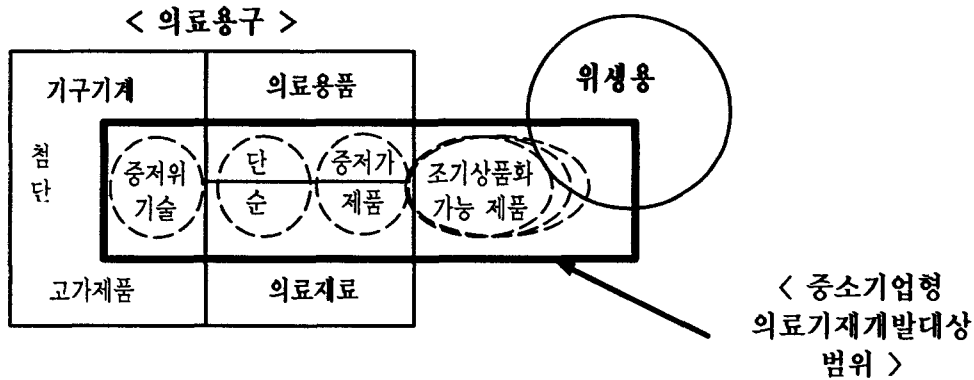 < 의료용구 >
기구기계
의료용품
위생용
첨단
중저위
기술
단순
중저가
제품
조기상품화
가능 제품
고가제품
의료재료
< 중소기업형
의료기재개발대상
범위 >